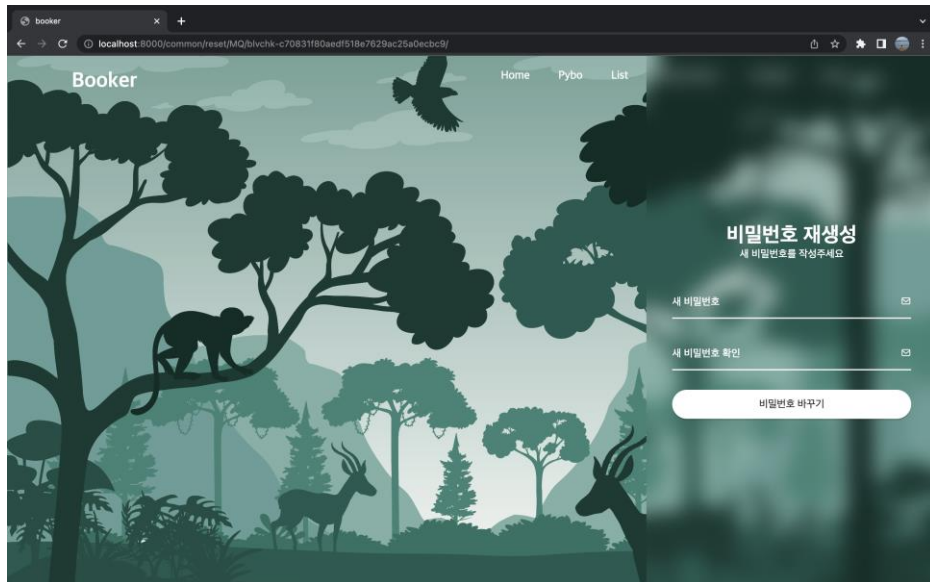 booker
localhost:8000/common/reset/MQ/blvchk-c70831f80aedf518e7629ac25a0ecbc9/
Booker
Home Pybo List
비밀번호 재생성
새 비밀번호를 작성주세요
새 비밀번호
새 비밀번호 확인
비밀번호 바꾸기